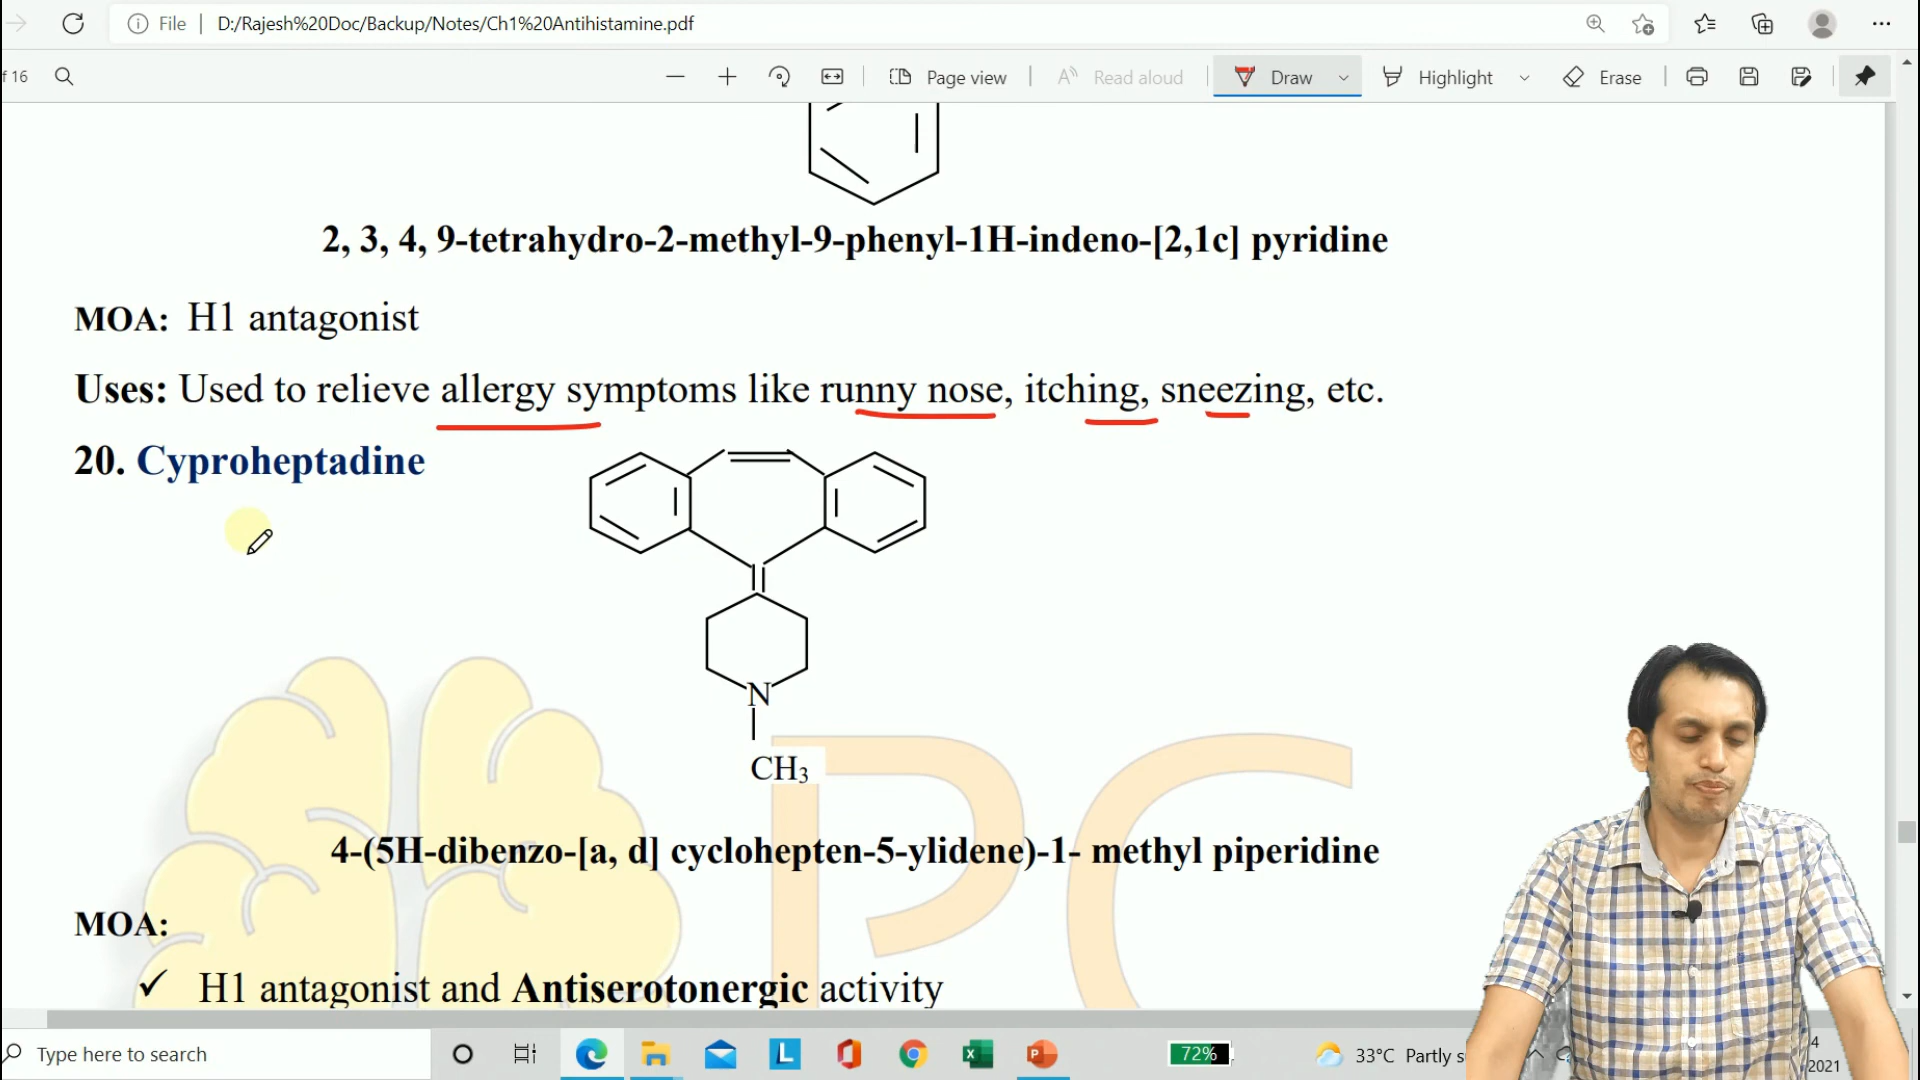 File
D:/Rajesh%20Doc/Backup/Notes/Ch1%20Antihistamine.pdf
f 16
Page view
Read aloud
Draw
Highlight
Erase
2, 3, 4, 9-tetrahydro-2-methyl-9-phenyl-1H-indeno-[2,1c] pyridine
MOA: H1 antagonist
Uses: Used to relieve allergy symptoms like runny nose, itching, sneezing, etc.
20. Cyproheptadine
N
CH3
4-(5H-dibenzo-[a, d] cyclohepten-5-ylidene)-1- methyl piperidine
MOA:
✓ H1 antagonist and Antiserotonergic activity
PC
Type here to search
L
72%
33°C Partly s
4
2021